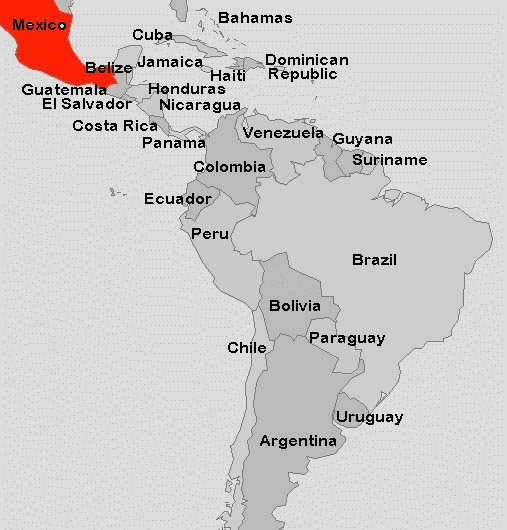 Bahamas
Mexico
Cuba
Dominican
Republic
Belize
Jamaica
Haiti
Guatemala
Honduras
El Salvador
Nicaragua
Costa Rica
Venezuela
Guyana
Panamá
Suriname
Colombia
Ecuador
Peru
Brazil
Bolivia
Paraguay
Chile
Uruguay
Argentina